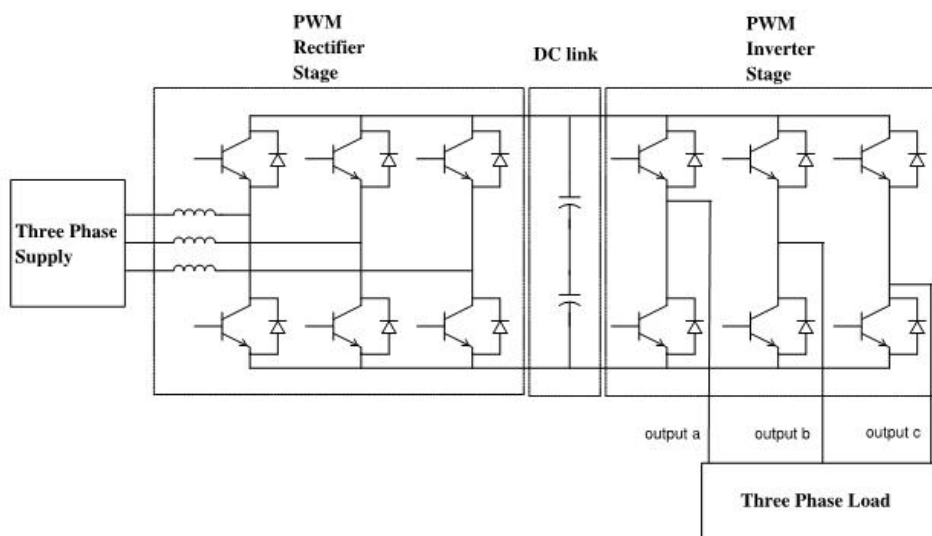 PWM
Rectifier
Stage
DC link
PWM
Inverter
Stage
Three Phase
Supply
output a
output b
output c
Three Phase Load